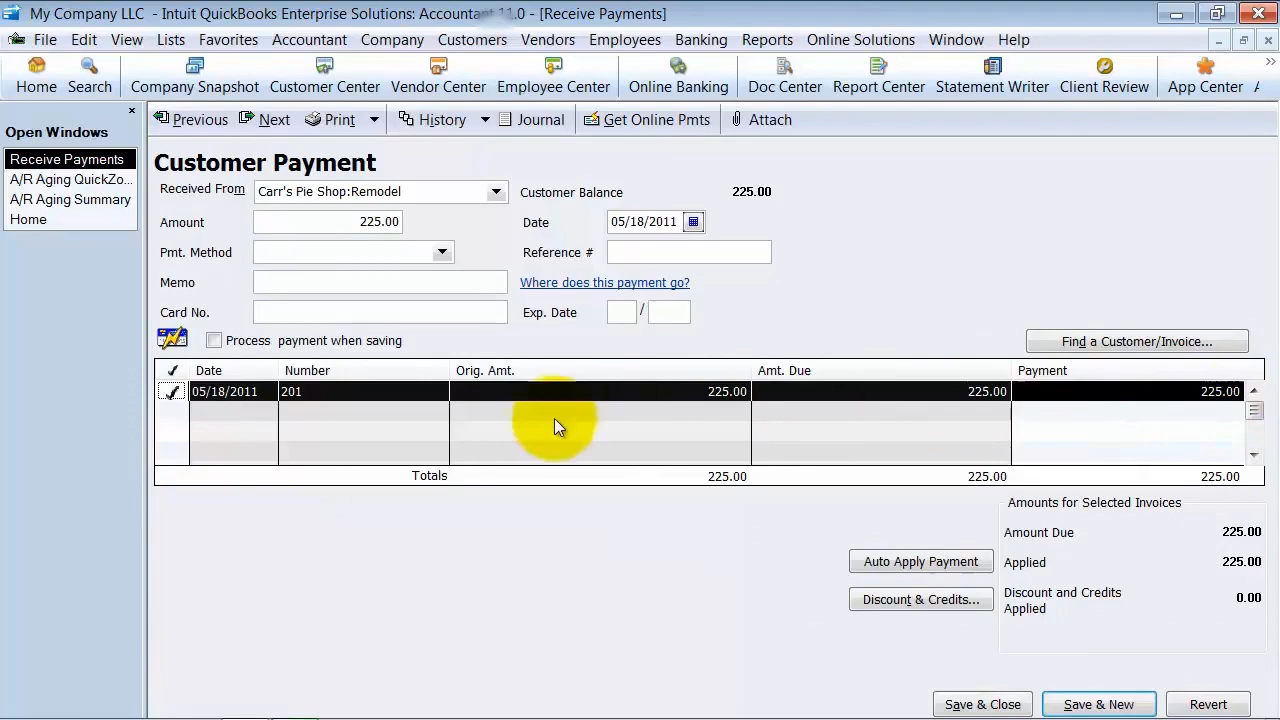 My Company LLC - Intuit QuickBooks Enterprise Solutions: Accountant 11.0 - [Receive Payments]
File Edit View Lists Favorites Accountant Company Customers Vendors Employees Banking Reports Online Solutions Window Help
Home Search Company Snapshot Customer Center Vendor Center Employee Center Online Banking Doc Center Report Center Statement Writer Client Review App Center
Open Windows
Receive Payments
A/R Aging QuickZo...
A/R Aging Summary
Home
Previous Next Print History Journal Get Online Pmts Attach
Customer Payment
Received From Carr's Pie Shop:Remodel Customer Balance 225.00
Amount 225.00 Date 05/18/2011
Pmt. Method Reference #
Memo Where does this payment go?
Card No. Exp. Date /
Process payment when saving Find a Customer/Invoice...
✓ Date Number Orig. Amt. Amt. Due Payment
✓ 05/18/2011 201 225.00 225.00 225.00
Totals 225.00 225.00 225.00
Amounts for Selected Invoices
Amount Due 225.00
Auto Apply Payment Applied 225.00
Discount & Credits... Discount and Credits Applied 0.00
Save & Close Save & New Revert